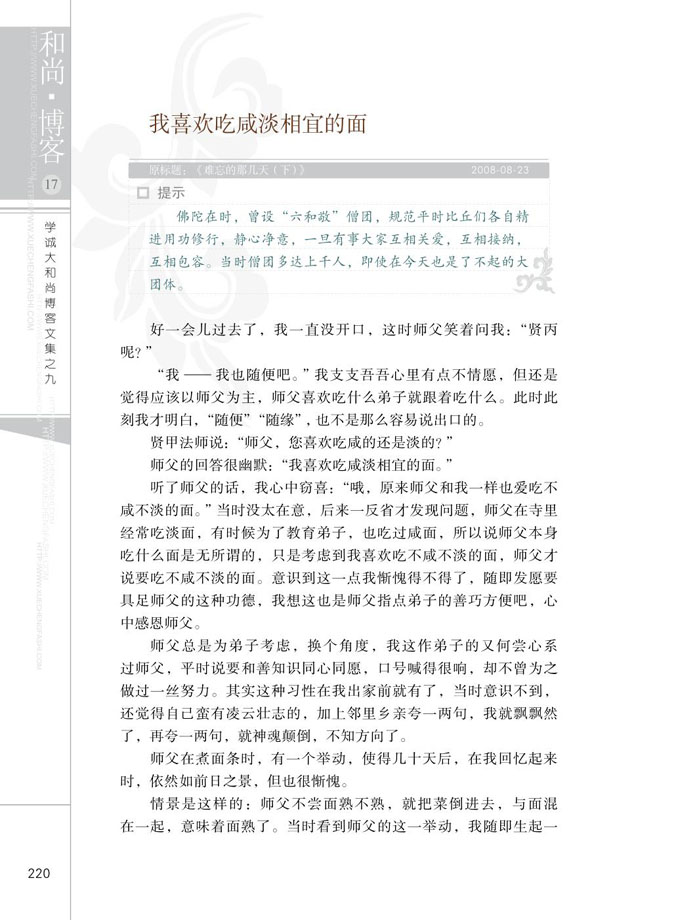 和尚·博客
17
学诚大和尚博客文集之九
我喜欢吃咸淡相宜的面
原标题：《难忘的那几天（下）》 2008-08-23
提示
佛陀在时，曾设“六和敬”僧团，规范平时比丘们各自精
进用功修行，静心净意，一旦有事大家互相关爱，互相接纳，
互相包容。当时僧团多达上千人，即使在今天也是了不起的大
团体。
好一会儿过去了，我一直没开口，这时师父笑着问我：“贤丙
呢？”
“我——我也随便吧。”我支支吾吾心里有点不情愿，但还是
觉得应该以师父为主，师父喜欢吃什么弟子就跟着吃什么。此时此
刻我才明白，“随便”“随缘”，也不是那么容易说出口的。
贤甲法师说：“师父，您喜欢吃咸的还是淡的？”
师父的回答很幽默：“我喜欢吃咸淡相宜的面。”
听了师父的话，我心中窃喜：“哦，原来师父和我一样也爱吃不
咸不淡的面。”当时没太在意，后来一反省才发现问题，师父在寺里
经常吃淡面，有时候为了教育弟子，也吃过咸面，所以说师父本身
吃什么面是无所谓的，只是考虑到我喜欢吃不咸不淡的面，师父才
说要吃不咸不淡的面。意识到这一点我惭愧得不得了，随即发愿要
具足师父的这种功德，我想这也是师父指点弟子的善巧方便吧，心
中感恩师父。
师父总是为弟子考虑，换个角度，我这作弟子的又何尝心系
过师父，平时说要和善知识同心同愿，口号喊得很响，却不曾为之
做过一丝努力。其实这种习性在我出家前就有了，当时意识不到，
还觉得自己蛮有凌云壮志的，加上邻里乡亲夸一两句，我就飘飘然
了，再夸一两句，就神魂颠倒，不知方向了。
师父在煮面条时，有一个举动，使得几十天后，在我回忆起来
时，依然如前日之景，但也很惭愧。
情景是这样的：师父不尝面熟不熟，就把菜倒进去，与面混
在一起，意味着面熟了。当时看到师父的这一举动，我随即生起一
220